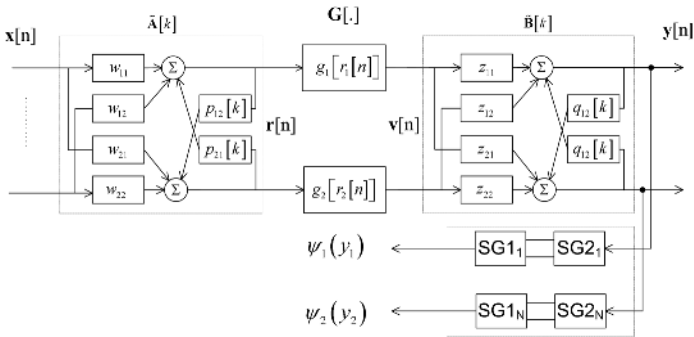 G[.]
Ã[k]
B̃[k]
x[n]
y[n]
w₁₁
Σ
g₁[r₁[n]]
z₁₁
Σ
w₁₂
p₁₂[k]
z₁₂
q₁₂[k]
r[n]
v[n]
w₂₁
p₂₁[k]
z₂₁
q₁₂[k]
w₂₂
Σ
g₂[r₂[n]]
z₂₂
Σ
ψ₁(y₁)
SG1₁
SG2₁
ψ₂(y₂)
SG1N
SG2N